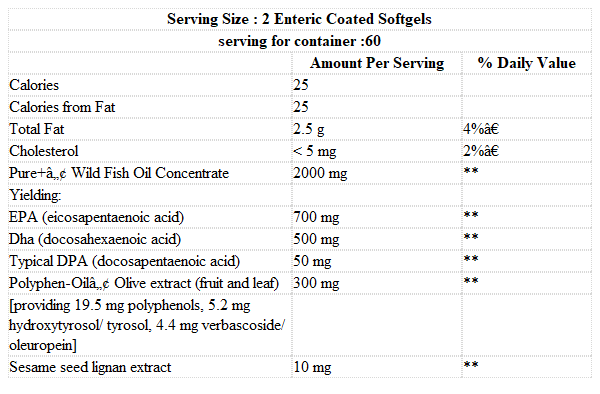 Serving Size : 2 Enteric Coated Softgels
serving for container :60
Amount Per Serving % Daily Value
Calories 25
Calories from Fat 25
Total Fat 2.5 g 4%â€
Cholesterol < 5 mg 2%â€
Pure+â„¢ Wild Fish Oil Concentrate 2000 mg **
Yielding:
EPA (eicosapentaenoic acid) 700 mg **
Dha (docosahexaenoic acid) 500 mg **
Typical DPA (docosapentaenoic acid) 50 mg **
Polyphen-Oilâ„¢ Olive extract (fruit and leaf) 300 mg **
[providing 19.5 mg polyphenols, 5.2 mg
hydroxytyrosol/ tyrosol, 4.4 mg verbascoside/
oleuropein]
Sesame seed lignan extract 10 mg **